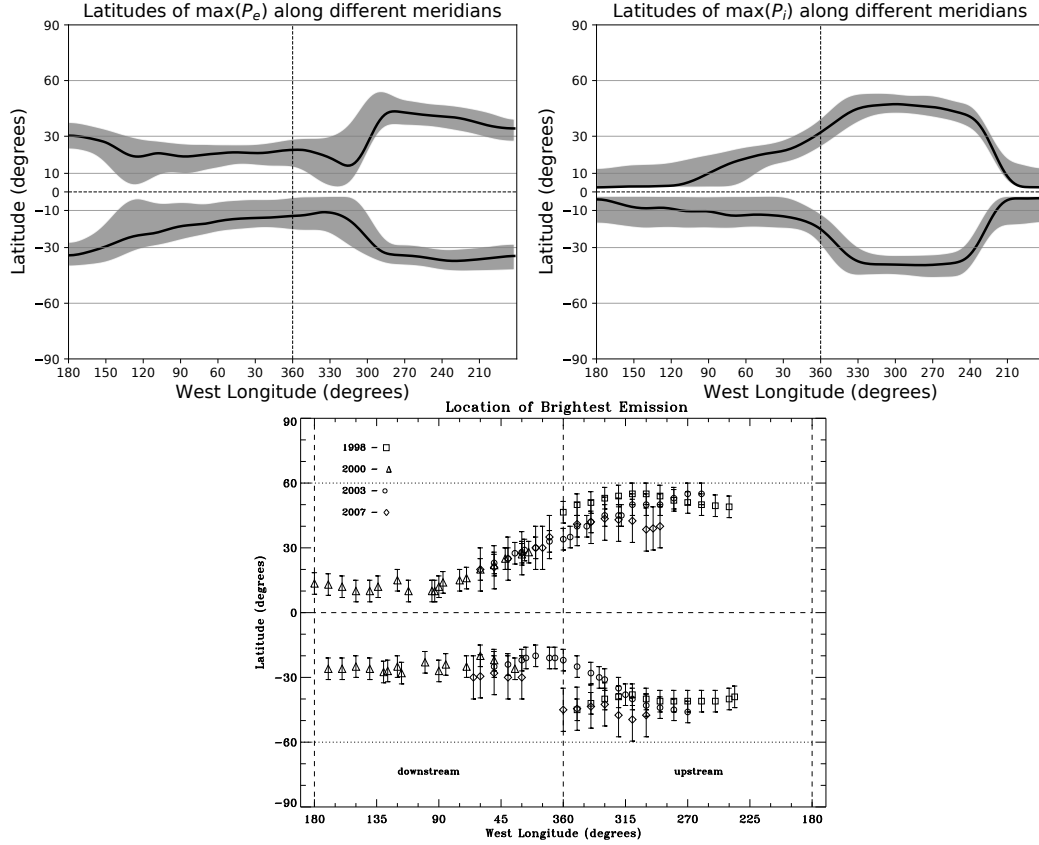 Latitudes of max(P_e) along different meridians
90
60
30
10
0
−10
−30
−60
−90
Latitude (degrees)
180 150 120 90 60 30 360 330 300 270 240 210
West Longitude (degrees)
Latitudes of max(P_i) along different meridians
90
60
30
10
0
−10
−30
−60
−90
Latitude (degrees)
180 150 120 90 60 30 360 330 300 270 240 210
West Longitude (degrees)
Location of Brightest Emission
90
60
30
0
−30
−60
−90
Latitude (degrees)
1998 −
2000 −
2003 −
2007 −
downstream
upstream
180 135 90 45 360 315 270 225 180
West Longitude (degrees)